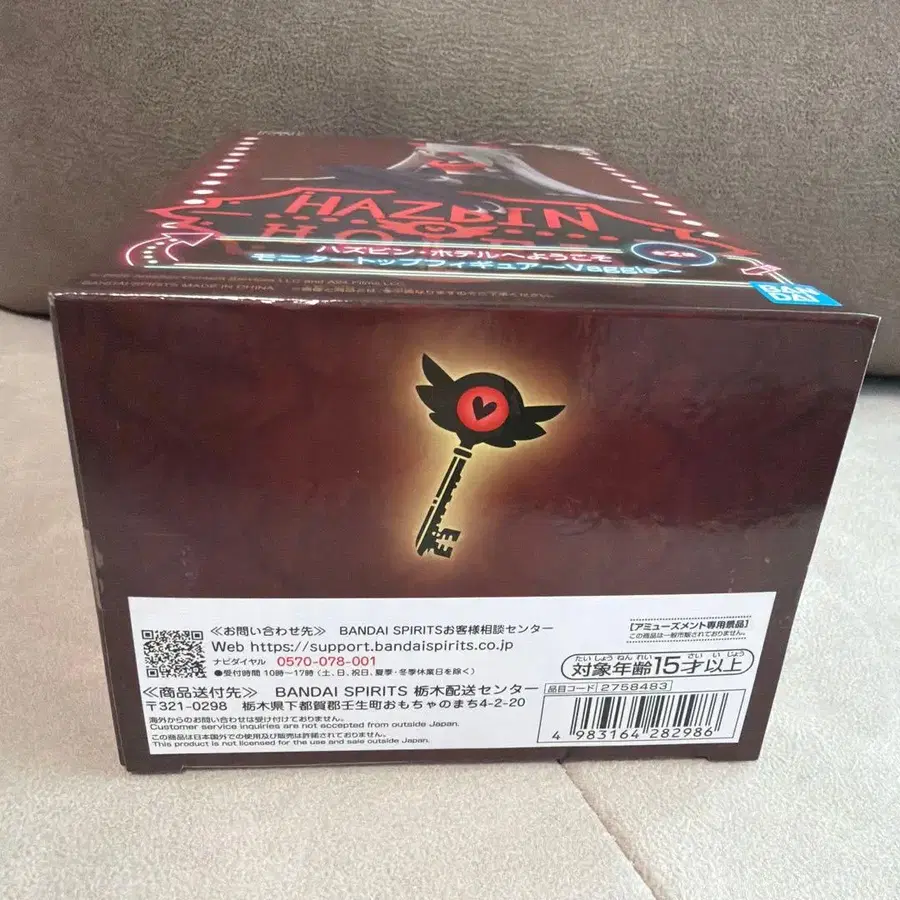 HAZBIN
HOTEL
ハズビン・ホテルへようこそ
モニタートップフィギュア～Vaggie～
第2弾
LLC and A24 Films LLC.
BANDAI SPIRITS MADE IN CHINA
BAN
DAI
≪お問い合わせ先≫ BANDAI SPIRITSお客様相談センター
Web https://support.bandaispirits.co.jp
ナビダイヤル 0570-078-001
●受付時間 10時～17時(土、日、祝日、夏季・冬季休業日を除く)
≪商品送付先≫ BANDAI SPIRITS 栃木配送センター
〒321-0298 栃木県下都賀郡壬生町おもちゃのまち4-2-20
海外からのお問い合わせは受け付けておりません。
Customer service inquiries are not accepted from outside Japan.
この商品は日本国外での使用及び販売は許諾されておりません。
This product is not licensed for the use and sale outside Japan.
【アミューズメント専用景品】
この商品は一般市販されておりません。
たいしょうねんれい さい いじょう
対象年齢15才以上
品目コード 2758483
4 983164 282986